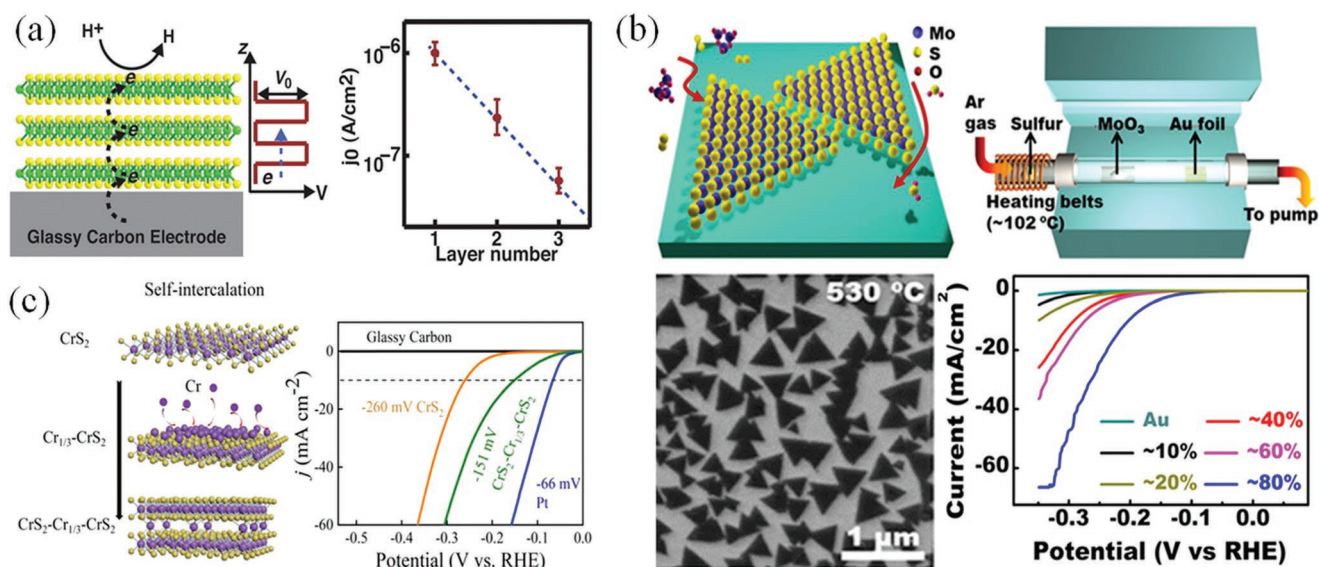 (a)
H+
H
z
V₀
e
e
e
e
V
Glassy Carbon Electrode
j₀ (A/cm2)
10⁻⁶
10⁻⁷
1 2 3
Layer number
(b)
Mo
S
O
Ar
gas
Sulfur
MoO₃
Au foil
Heating belts
(~102 °C)
To pump
(c)
Self-intercalation
CrS₂
Cr
Cr₁/₃-CrS₂
CrS₂-Cr₁/₃-CrS₂
j (mA cm⁻²)
0
-20
-40
-60
Glassy Carbon
-260 mV CrS₂
-151 mV
CrS₂-Cr₁/₃-CrS₂
-66 mV
Pt
-0.5 -0.4 -0.3 -0.2 -0.1 0.0
Potential (V vs. RHE)
530 °C
1 µm
Current (mA/cm²)
0
-20
-40
-60
Au
~10%
~20%
~40%
~60%
~80%
-0.3 -0.2 -0.1 0.0
Potential (V vs RHE)